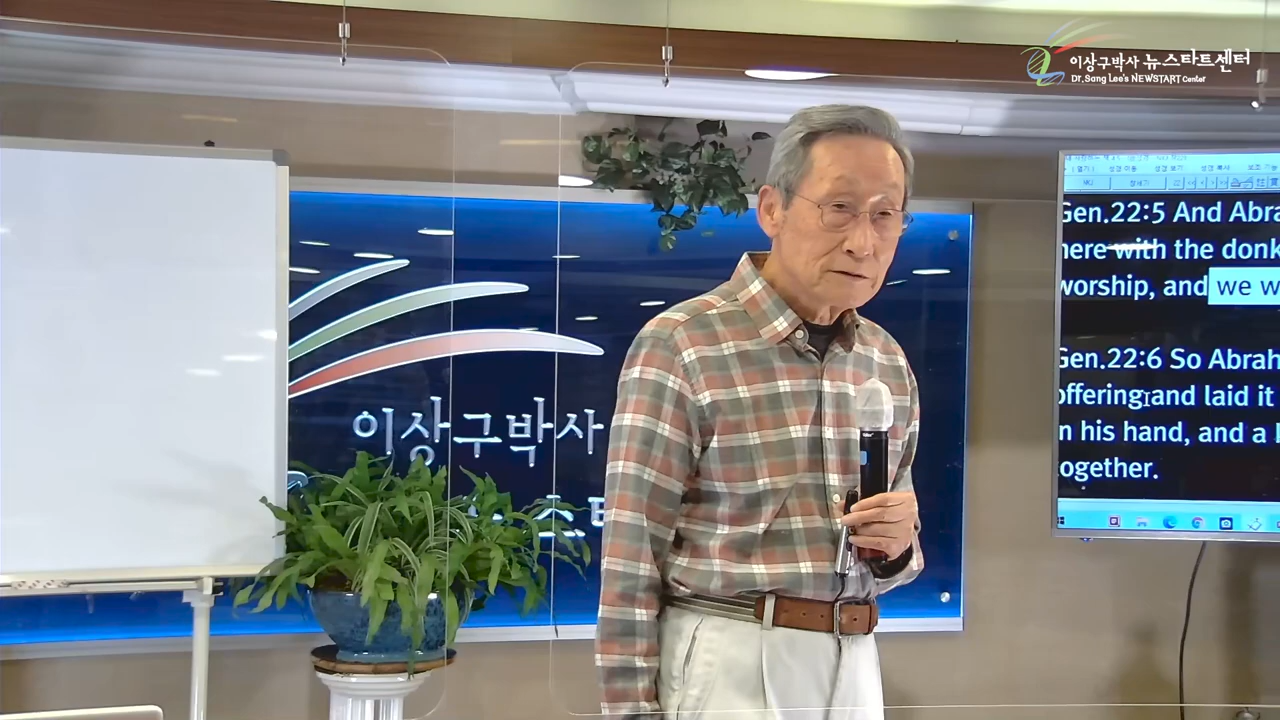 이상구박사 뉴스타트센터
Dr. Sang Lee's NEWSTART Center
이상구박사
Gen.22:5 And Abra
here with the donk
worship, and we w
Gen.22:6 So Abrah
offering and laid it
n his hand, and a
ogether.